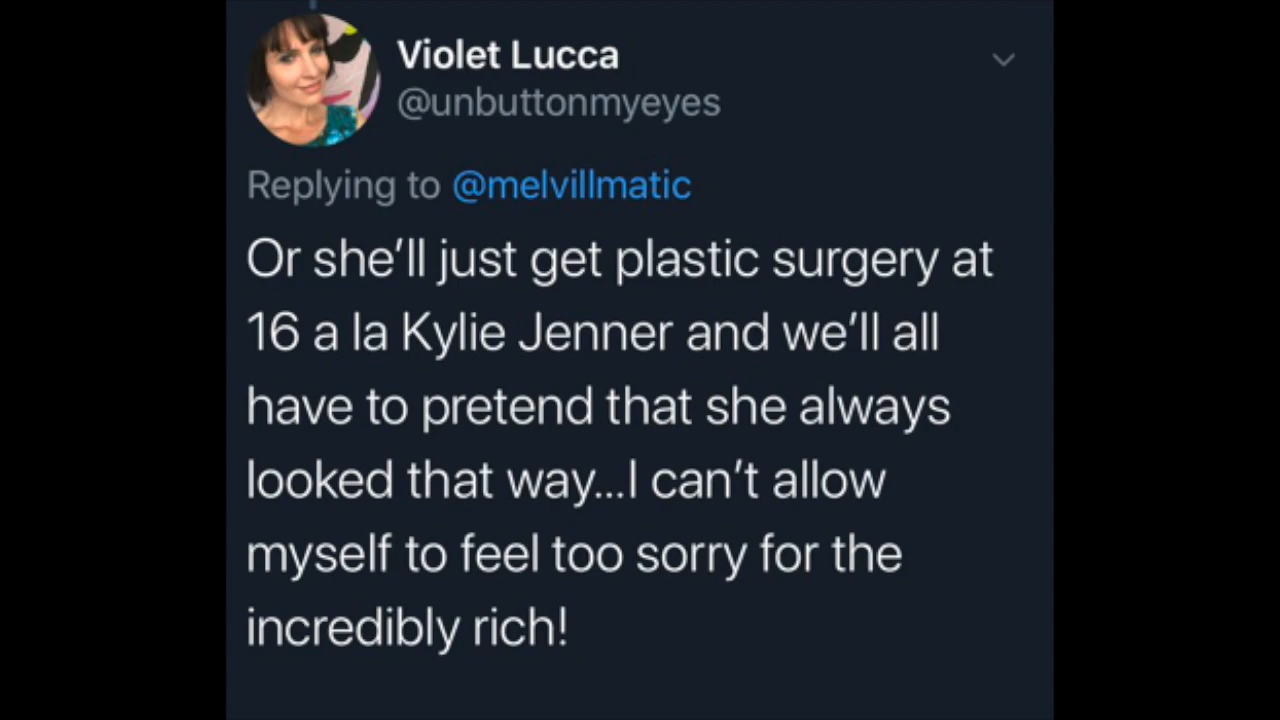 Violet Lucca
@unbuttonmyeyes
Replying to @melvillmatic
Or she’ll just get plastic surgery at
16 a la Kylie Jenner and we’ll all
have to pretend that she always
looked that way...I can’t allow
myself to feel too sorry for the
incredibly rich!